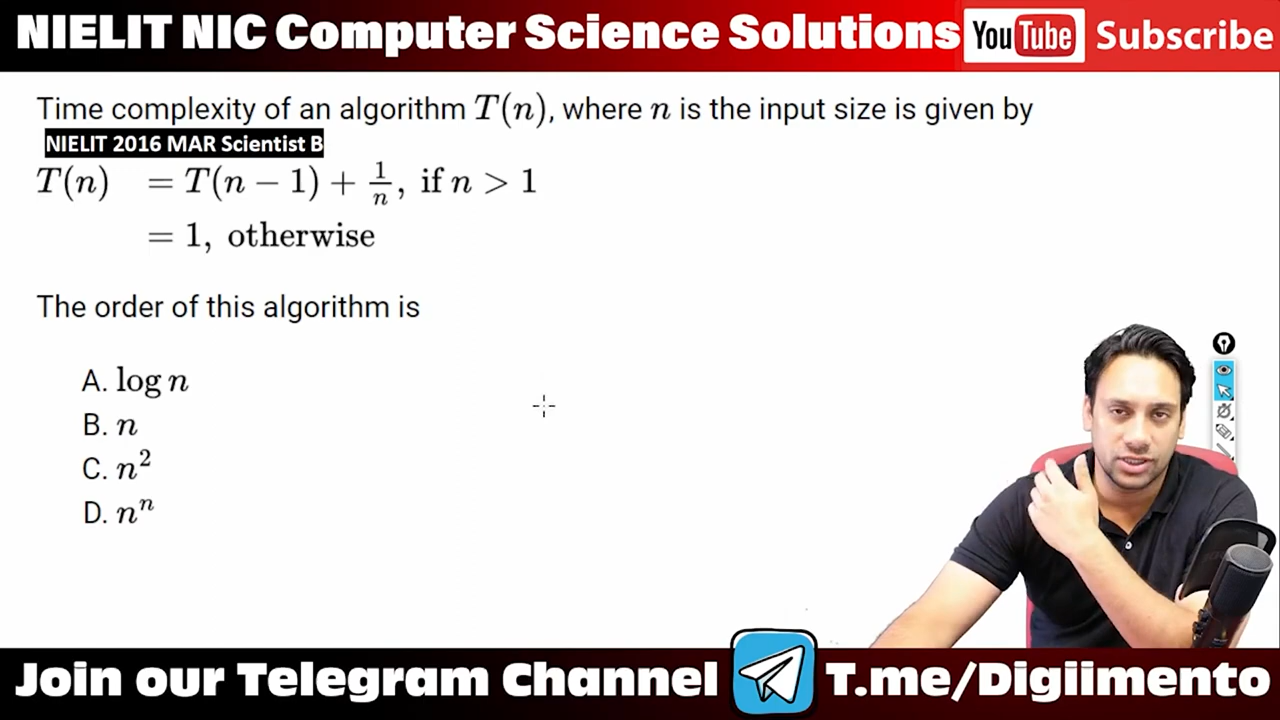 NIELIT NIC Computer Science Solutions YouTube Subscribe
Time complexity of an algorithm T(n), where n is the input size is given by
NIELIT 2016 MAR Scientist B
T(n) = T(n − 1) + 1/n, if n > 1
= 1, otherwise
The order of this algorithm is
A. log n
B. n
C. n²
D. nⁿ
Join our Telegram Channel T.me/Digiimento